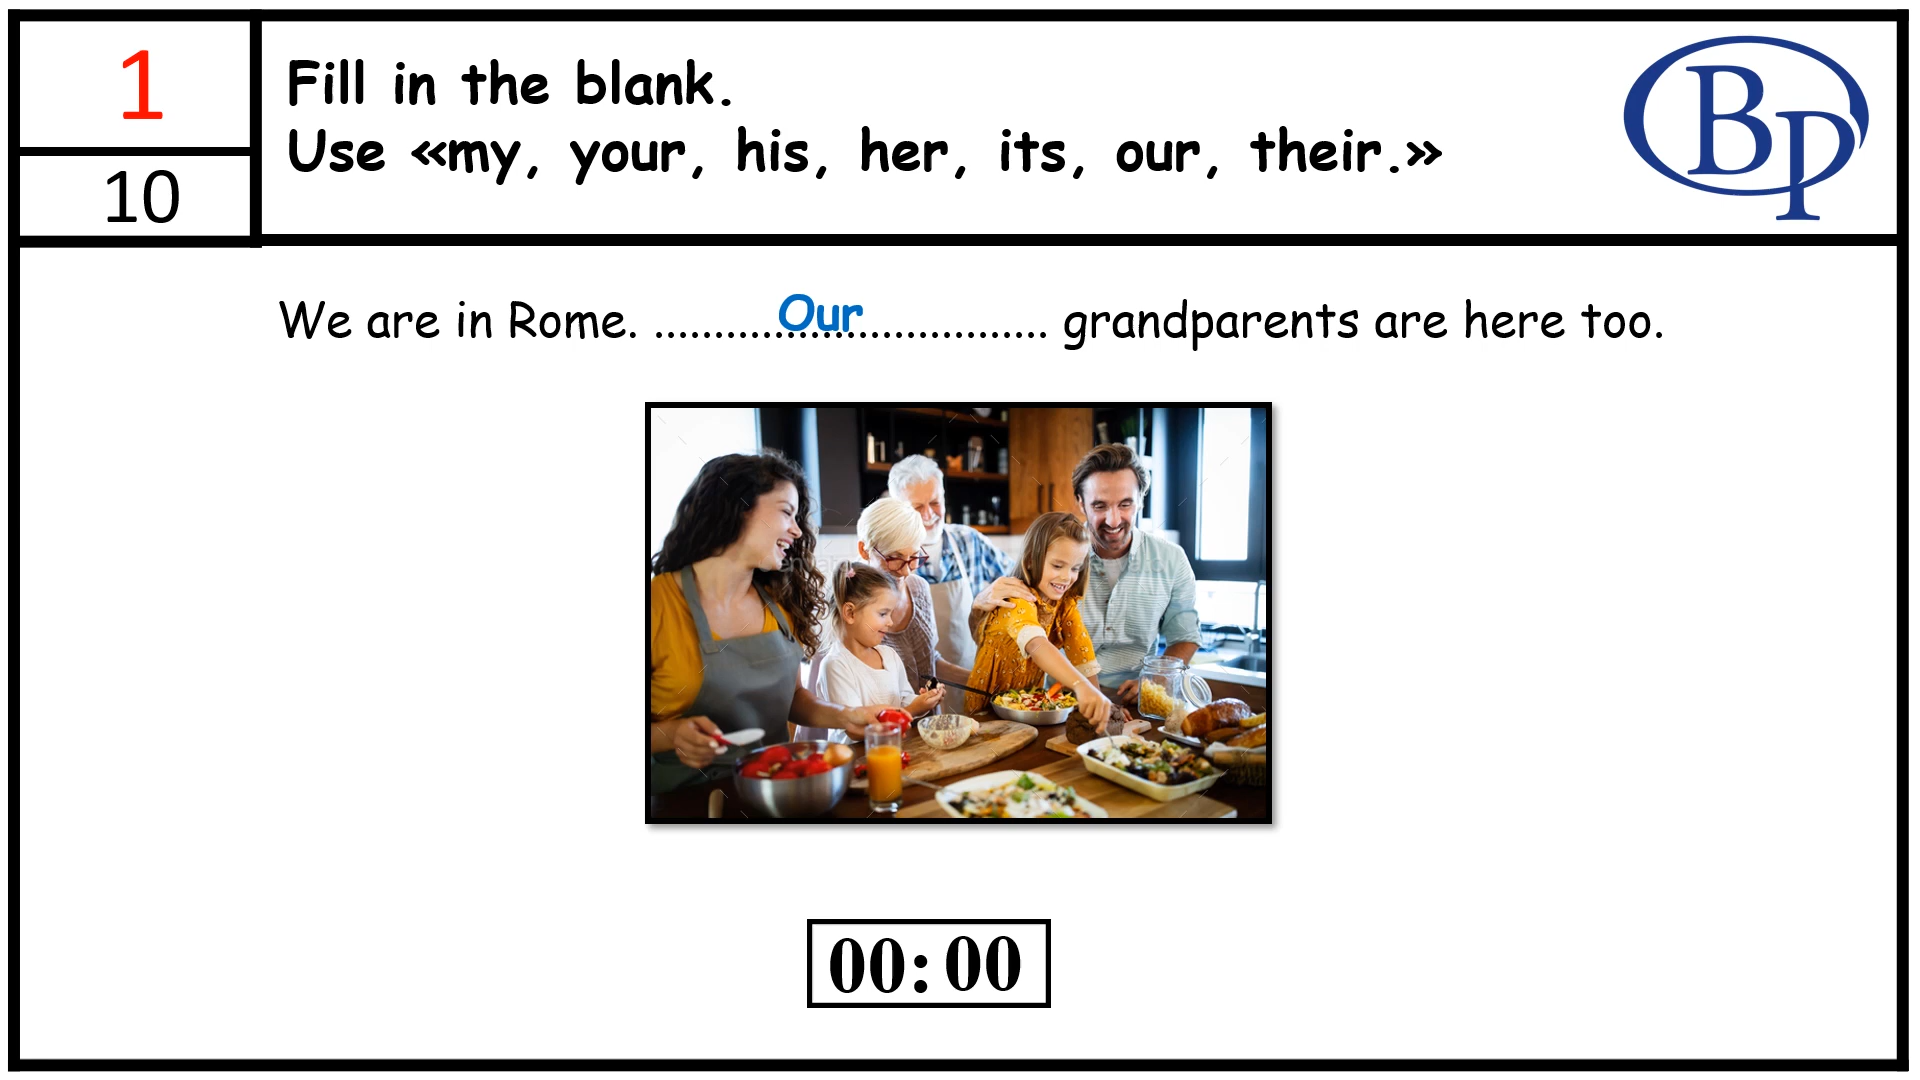 1
10
Fill in the blank.
Use «my, your, his, her, its, our, their.»
BP
We are in Rome. ................................. Our grandparents are here too.
00:00